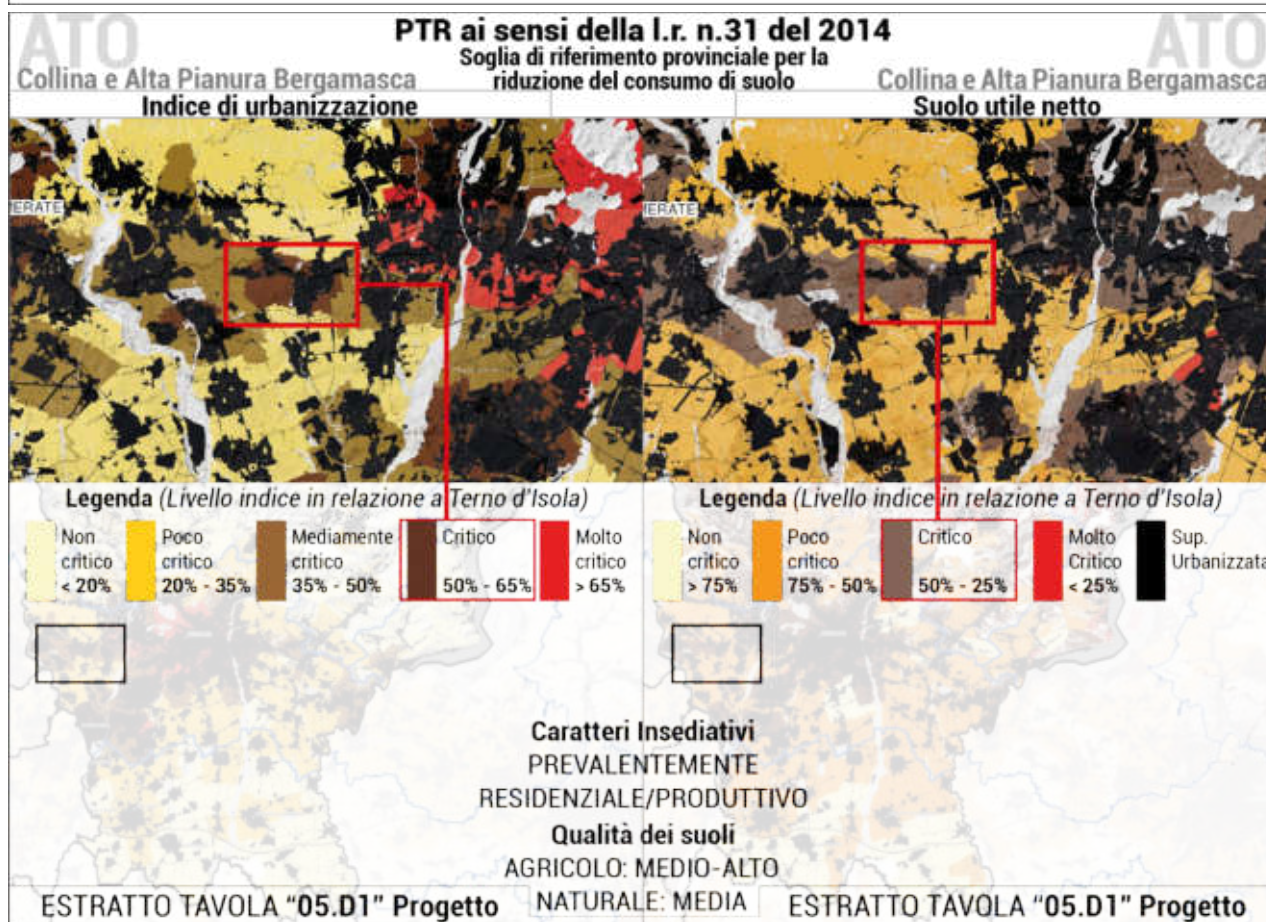 PTR ai sensi della l.r. n.31 del 2014
ATO
ATO
Soglia di riferimento provinciale per la
riduzione del consumo di suolo
Collina e Alta Pianura Bergamasca
Collina e Alta Pianura Bergamasca
Indice di urbanizzazione
Suolo utile netto
ERATE
ERATE
Legenda (Livello indice in relazione a Terno d'Isola)
Non
critico
< 20%
Poco
critico
20% - 35%
Mediamente
critico
35% - 50%
Critico
50% - 65%
Molto
critico
> 65%
Legenda (Livello indice in relazione a Terno d'Isola)
Non
critico
> 75%
Poco
critico
75% - 50%
Critico
50% - 25%
Molto
Critico
< 25%
Sup.
Urbanizzata
Caratteri Insediativi
PREVALENTEMENTE
RESIDENZIALE/PRODUTTIVO
Qualità dei suoli
AGRICOLO: MEDIO-ALTO
NATURALE: MEDIA
ESTRATTO TAVOLA "05.D1" Progetto
ESTRATTO TAVOLA "05.D1" Progetto